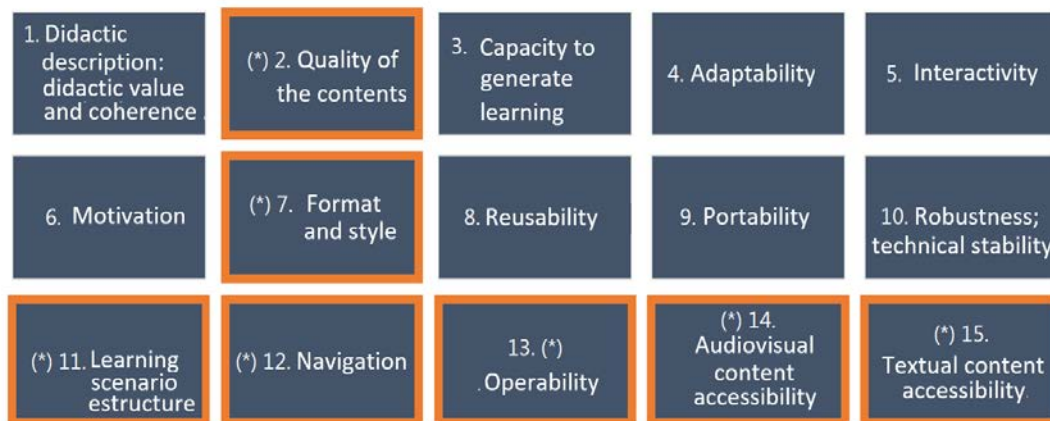 1. Didactic
description:
didactic value
and coherence .
(*) 2. Quality of
the contents
3. Capacity to
generate
learning
4. Adaptability
5. Interactivity
6. Motivation
(*) 7. Format
and style
8. Reusability
9. Portability
10. Robustness;
technical stability
(*) 11. Learning
scenario
estructure
(*) 12. Navigation
13. (*)
.Operability
(*) 14.
Audiovisual
content
accessibility
(*) 15.
Textual content
accessibility.